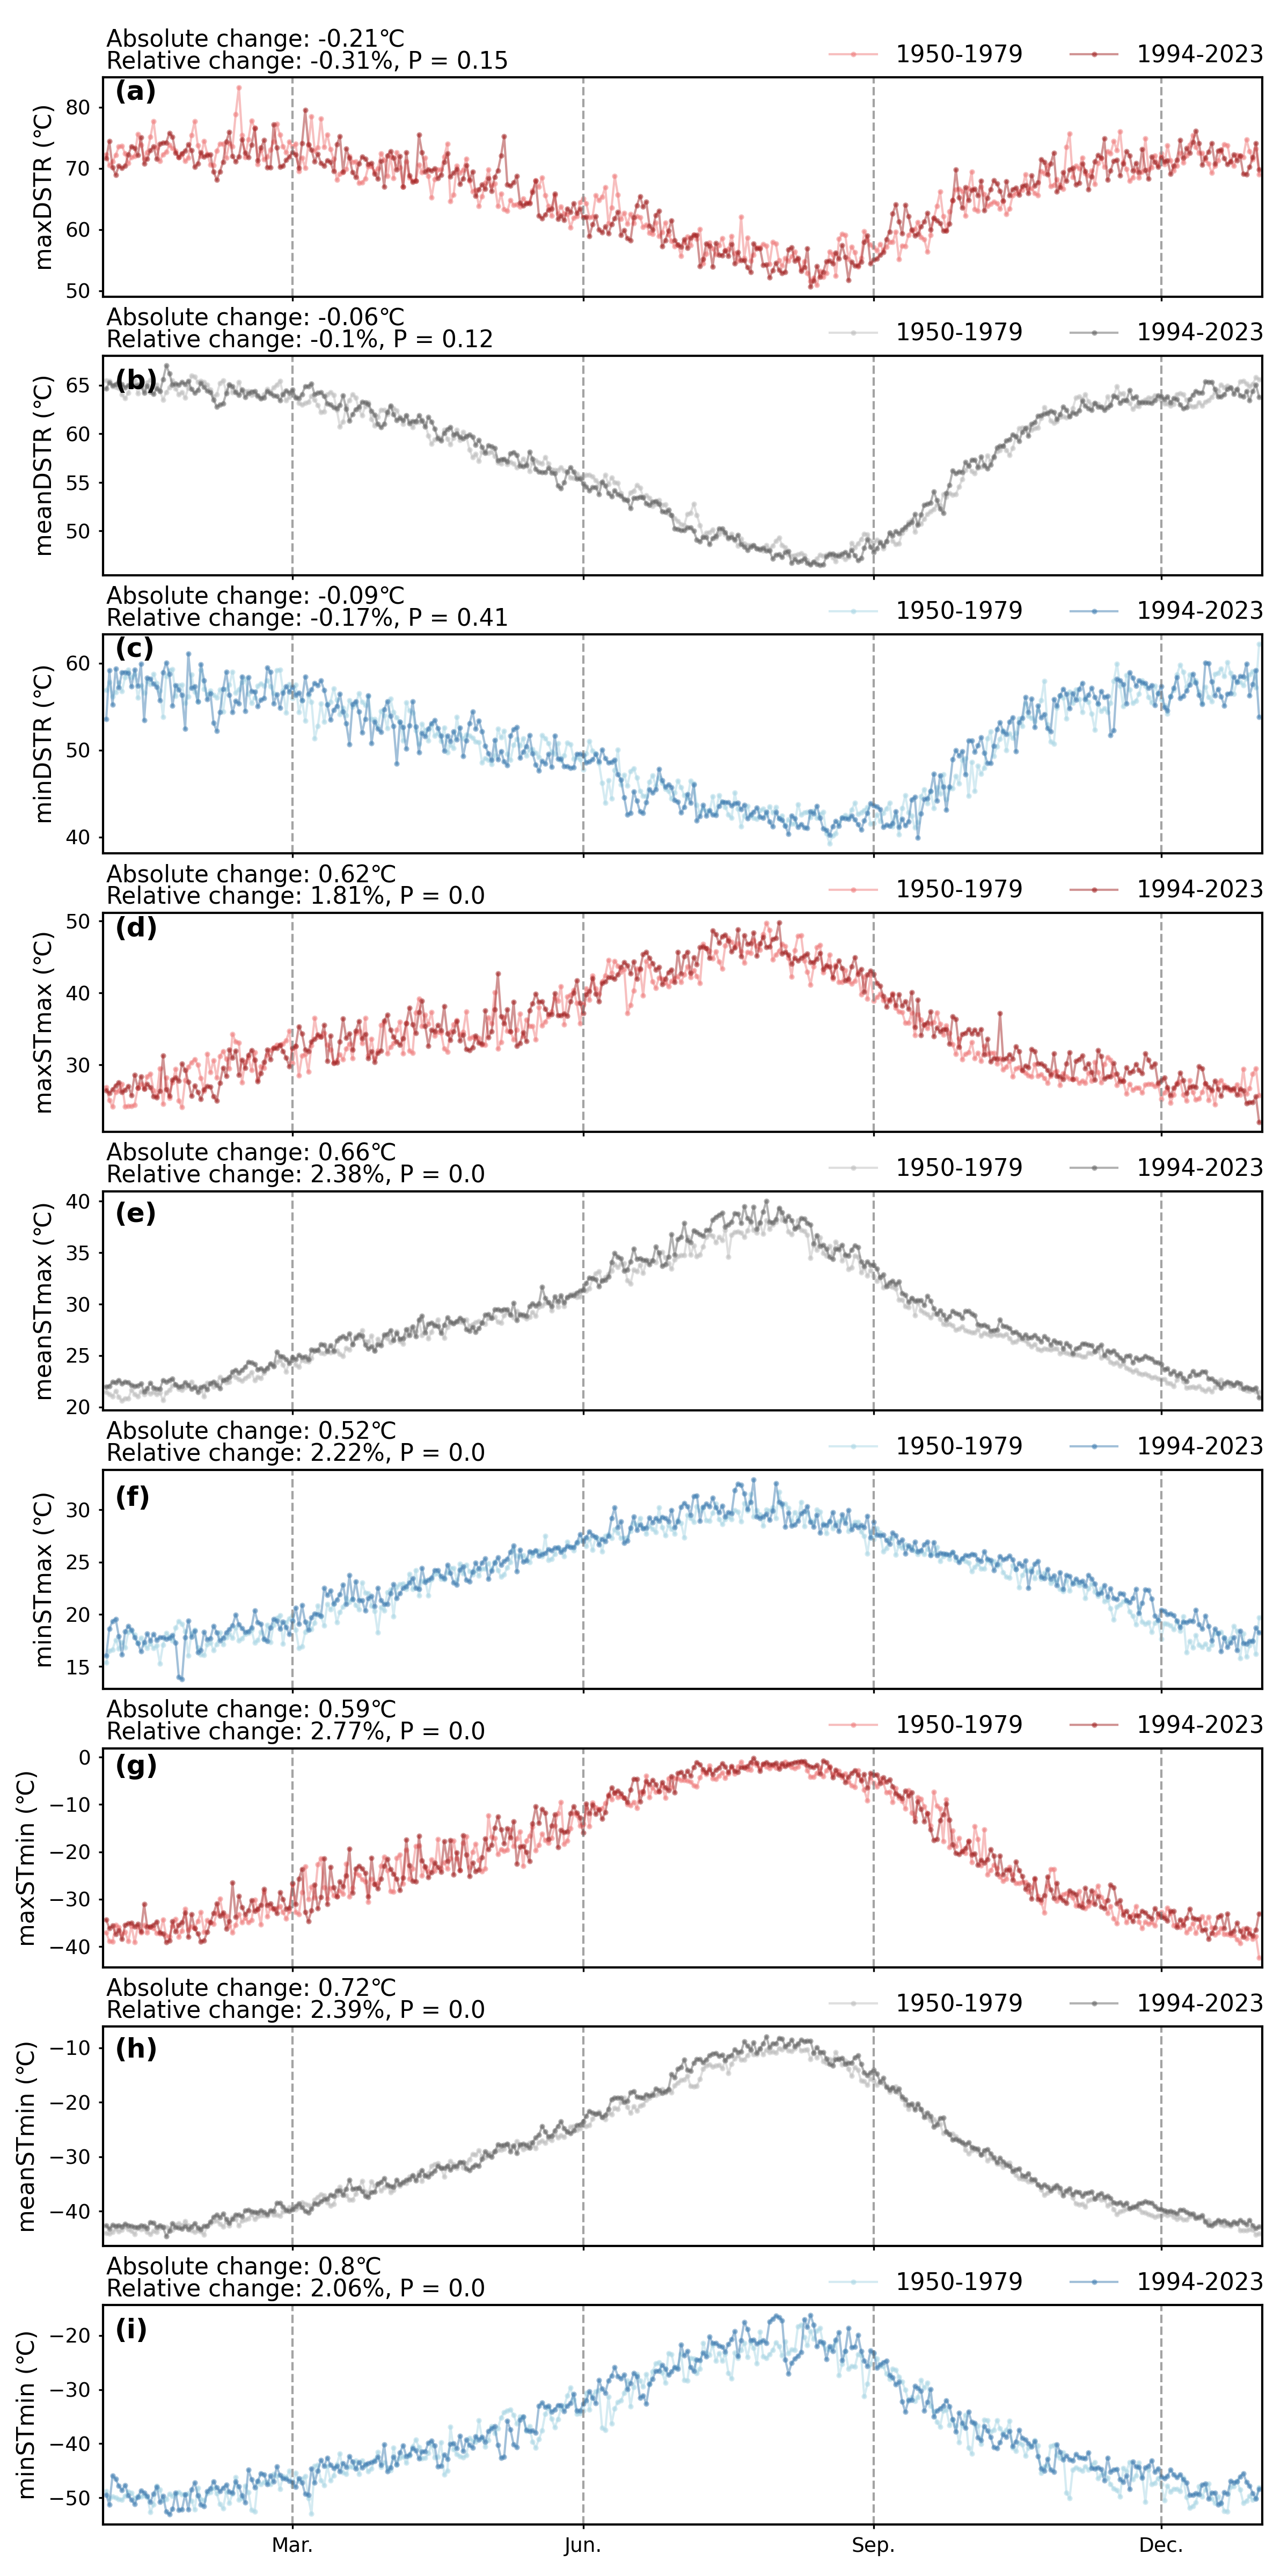 Absolute change: -0.21℃
Relative change: -0.31%, P = 0.15
1950-1979 1994-2023
(a)
maxDSTR (℃)
80
70
60
50
Absolute change: -0.06℃
Relative change: -0.1%, P = 0.12
1950-1979 1994-2023
(b)
meanDSTR (℃)
65
60
55
50
Absolute change: -0.09℃
Relative change: -0.17%, P = 0.41
1950-1979 1994-2023
(c)
minDSTR (℃)
60
50
40
Absolute change: 0.62℃
Relative change: 1.81%, P = 0.0
1950-1979 1994-2023
(d)
maxSTmax (℃)
50
40
30
Absolute change: 0.66℃
Relative change: 2.38%, P = 0.0
1950-1979 1994-2023
(e)
meanSTmax (℃)
40
35
30
25
20
Absolute change: 0.52℃
Relative change: 2.22%, P = 0.0
1950-1979 1994-2023
(f)
minSTmax (℃)
30
25
20
15
Absolute change: 0.59℃
Relative change: 2.77%, P = 0.0
1950-1979 1994-2023
(g)
maxSTmin (℃)
0
−10
−20
−30
−40
Absolute change: 0.72℃
Relative change: 2.39%, P = 0.0
1950-1979 1994-2023
(h)
meanSTmin (℃)
−10
−20
−30
−40
Absolute change: 0.8℃
Relative change: 2.06%, P = 0.0
1950-1979 1994-2023
(i)
minSTmin (℃)
−20
−30
−40
−50
Mar. Jun. Sep. Dec.